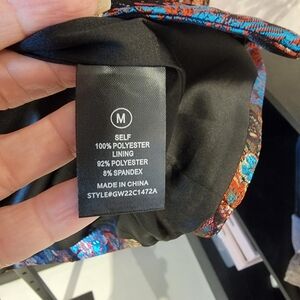 M
SELF
100% POLYESTER
LINING
92% POLYESTER
8% SPANDEX
MADE IN CHINA
STYLE#GW22C1472A